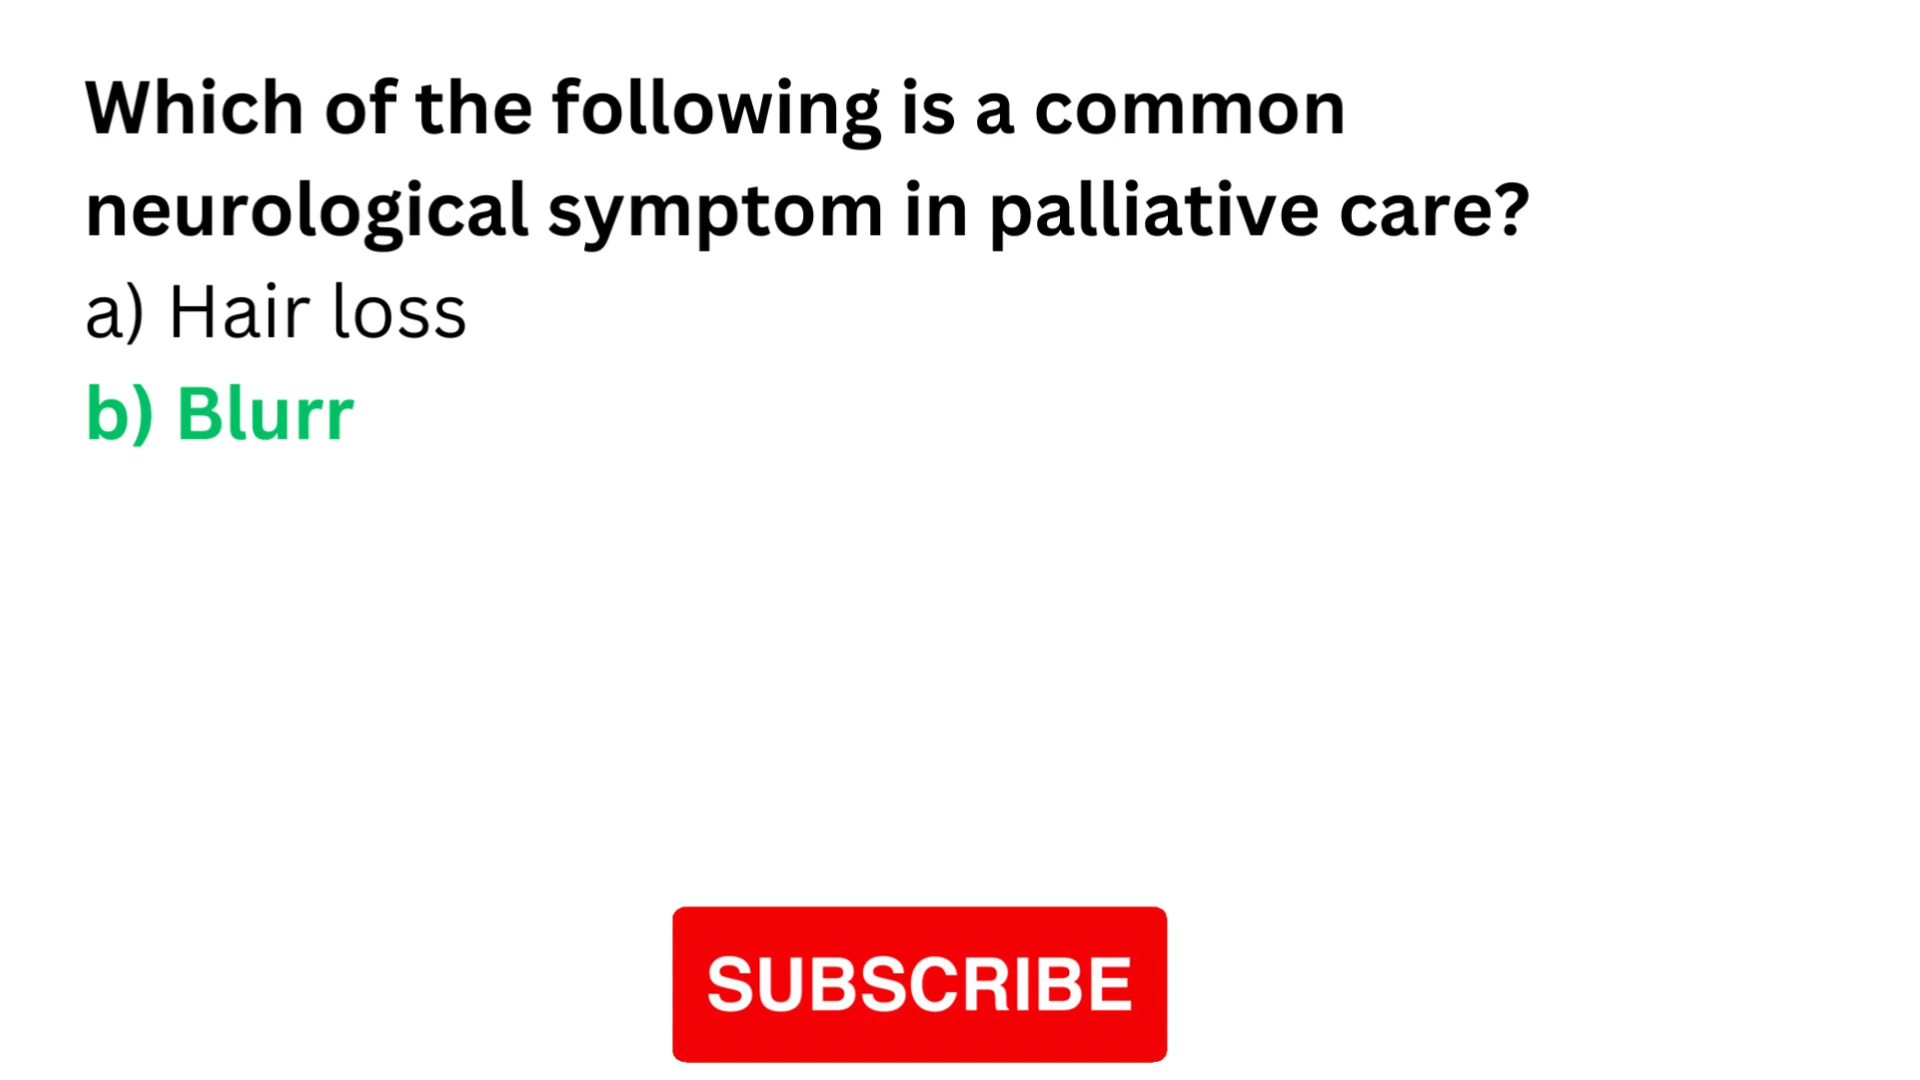 Which of the following is a common
neurological symptom in palliative care?
a) Hair loss
b) Blurr
SUBSCRIBE